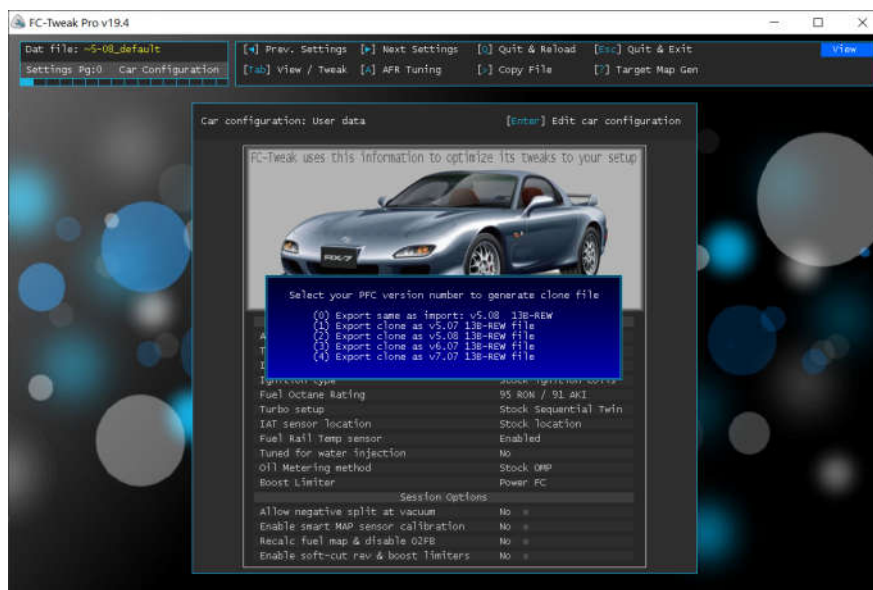 FC-Tweak Pro v19.4
Dat file: ~5-08_default
[◄] Prev. Settings [►] Next Settings [Q] Quit & Reload [Esc] Quit & Exit
View
Settings Pg:0 Car Configuration
[Tab] View / Tweak [A] AFR Tuning [>] Copy File [?] Target Map Gen
Car configuration: User data [Enter] Edit car configuration
FC-Tweak uses this information to optimize its tweaks to your setup
RX-7
Select your PFC version number to generate clone file
(0) Export same as import: v5.08 13B-REW
(1) Export clone as v5.07 13B-REW file
(2) Export clone as v5.08 13B-REW file
(3) Export clone as v6.07 13B-REW file
(4) Export clone as v7.07 13B-REW file
Ignition type Stock ignition coils
Fuel Octane Rating 95 RON / 91 AKI
Turbo setup Stock Sequential Twin
IAT sensor location Stock location
Fuel Rail Temp sensor Enabled
Tuned for water injection No
Oil Metering method Stock OMP
Boost Limiter Power FC
Session Options
Allow negative split at vacuum No
Enable smart MAP sensor calibration No
Recalc fuel map & disable O2FB No
Enable soft-cut rev & boost limiters No